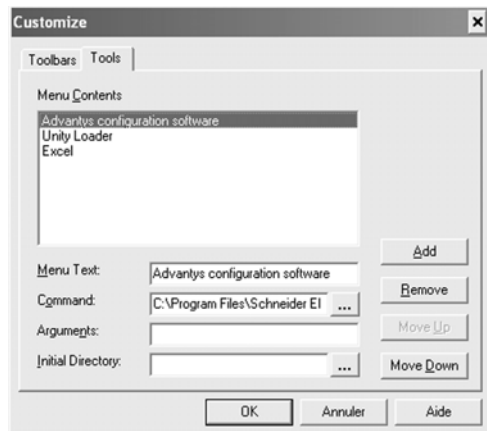 Customize
Toolbars Tools
Menu Contents
Advantys configuration software
Unity Loader
Excel
Add
Menu Text: Advantys configuration software
Remove
Command: C:\Program Files\Schneider El ...
Arguments:
Move Up
Initial Directory: ...
Move Down
OK Annuler Aide